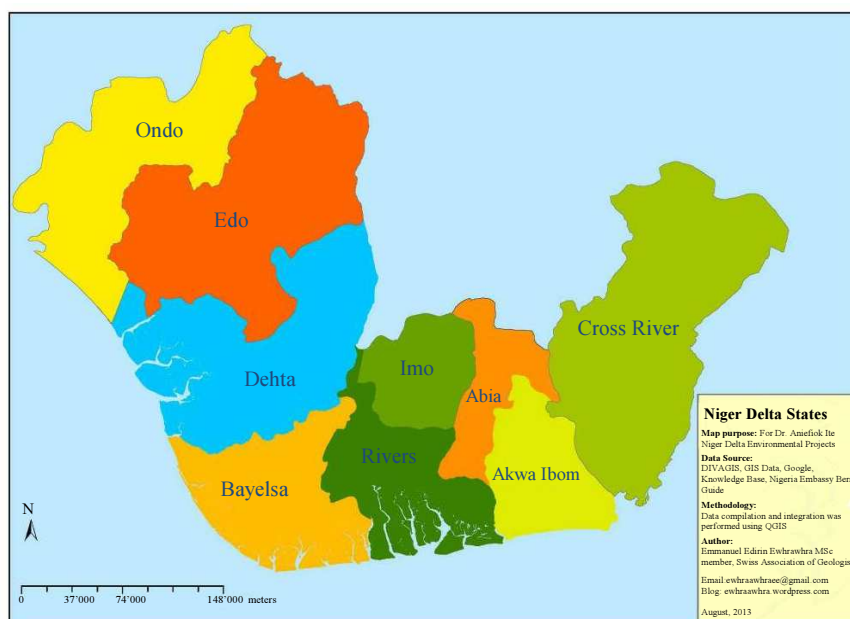 Ondo
Edo
Dehta
Bayelsa
Rivers
Imo
Abia
Akwa Ibom
Cross River
N
0 37'000 74'000 148'000 meters
Niger Delta States
Map purpose: For Dr. Aniefiok Ite
Niger Delta Environmental Projects
Data Source:
DIVAGIS, GIS Data, Google,
Knowledge Base, Nigeria Embassy Bern
Guide
Methodology:
Data compilation and integration was
performed using QGIS
Author:
Emmanuel Edirin Ewhrawhra MSc
member, Swiss Association of Geologis
Email:ewhraawhraee@gmail.com
Blog: ewhraawhra.wordpress.com
August, 2013